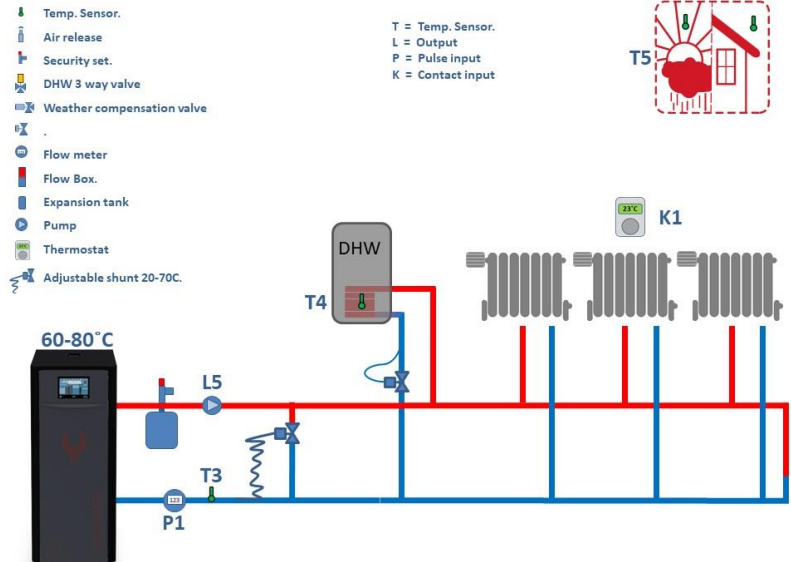 Temp. Sensor.
Air release
Security set.
DHW 3 way valve
Weather compensation valve
.
Flow meter
Flow Box.
Expansion tank
Pump
Thermostat
Adjustable shunt 20-70C.
T = Temp. Sensor.
L = Output
P = Pulse input
K = Contact input
T5
23°C
K1
DHW
T4
60-80°C
L5
T3
123
P1